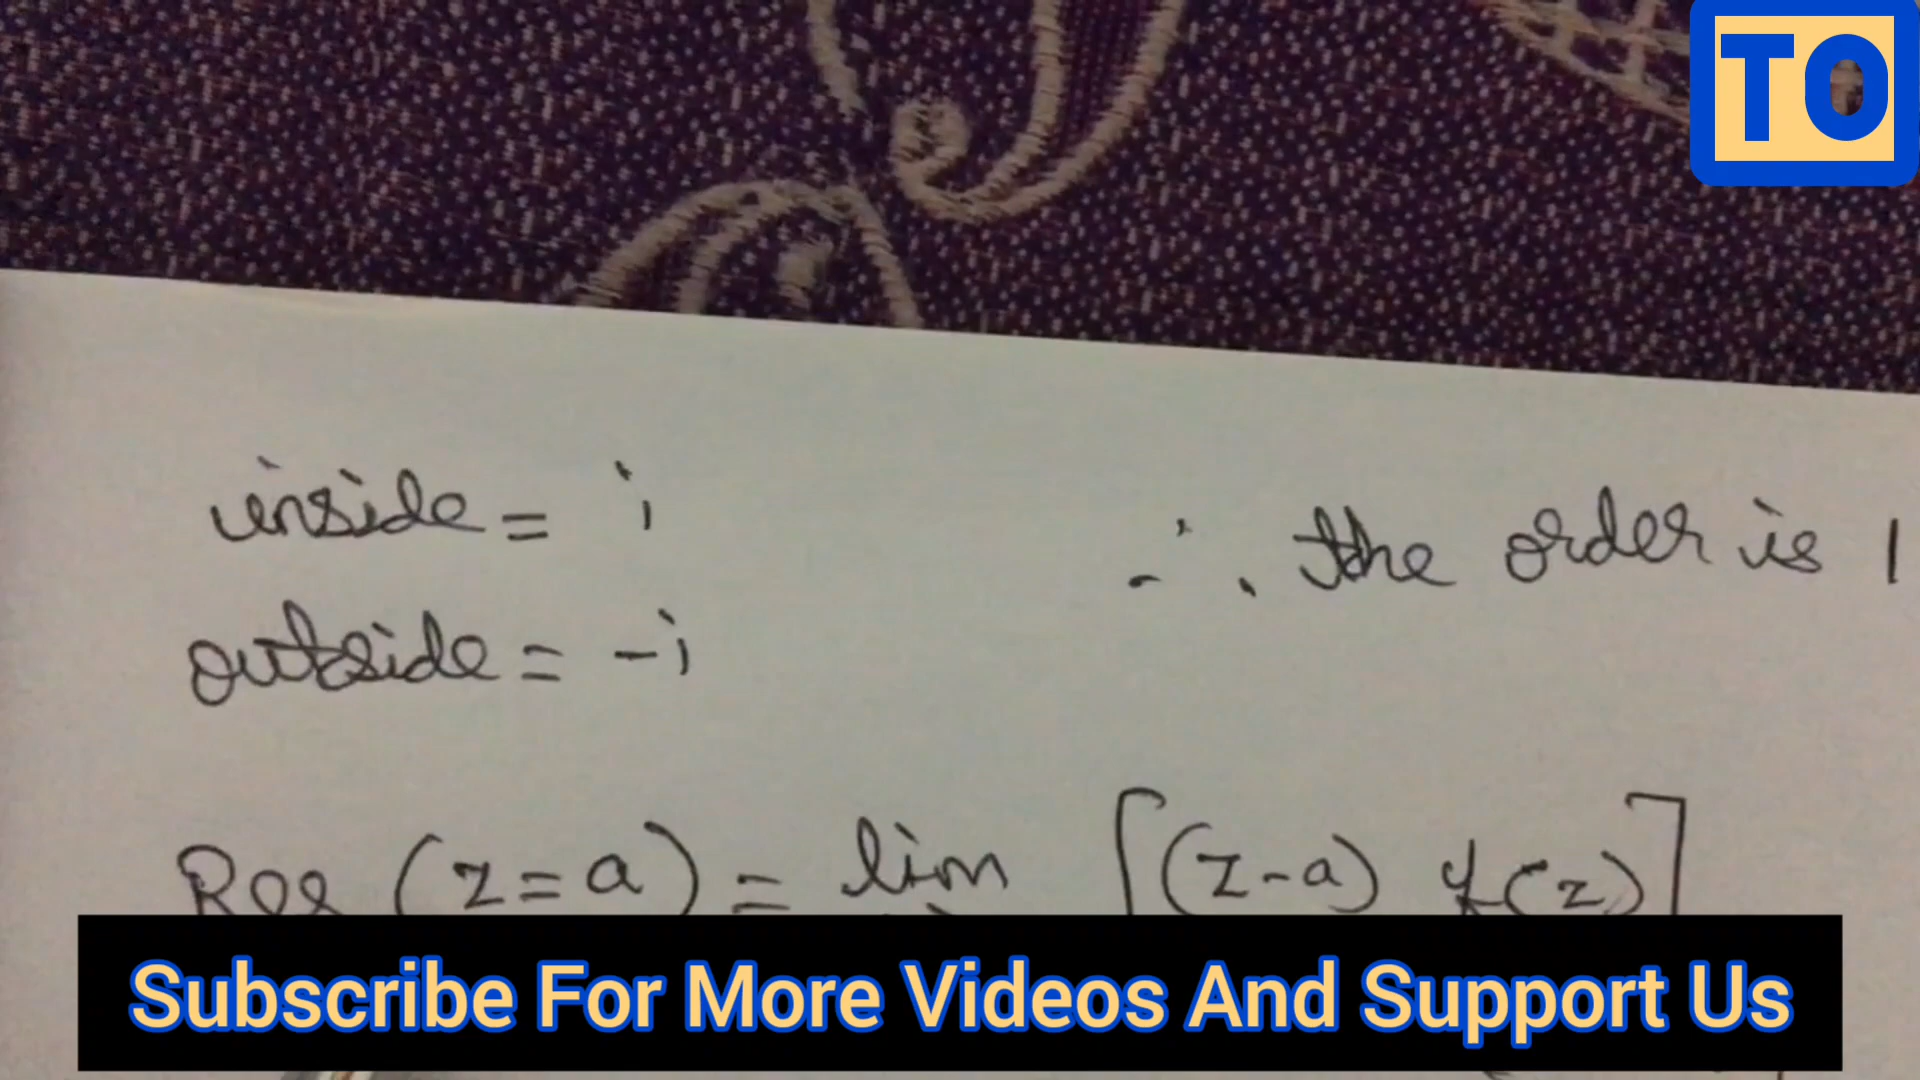 TO
inside = i
∴ the order is 1
outside = -i
Res (z = a) = lim [(z-a) f(z)]
Subscribe For More Videos And Support Us